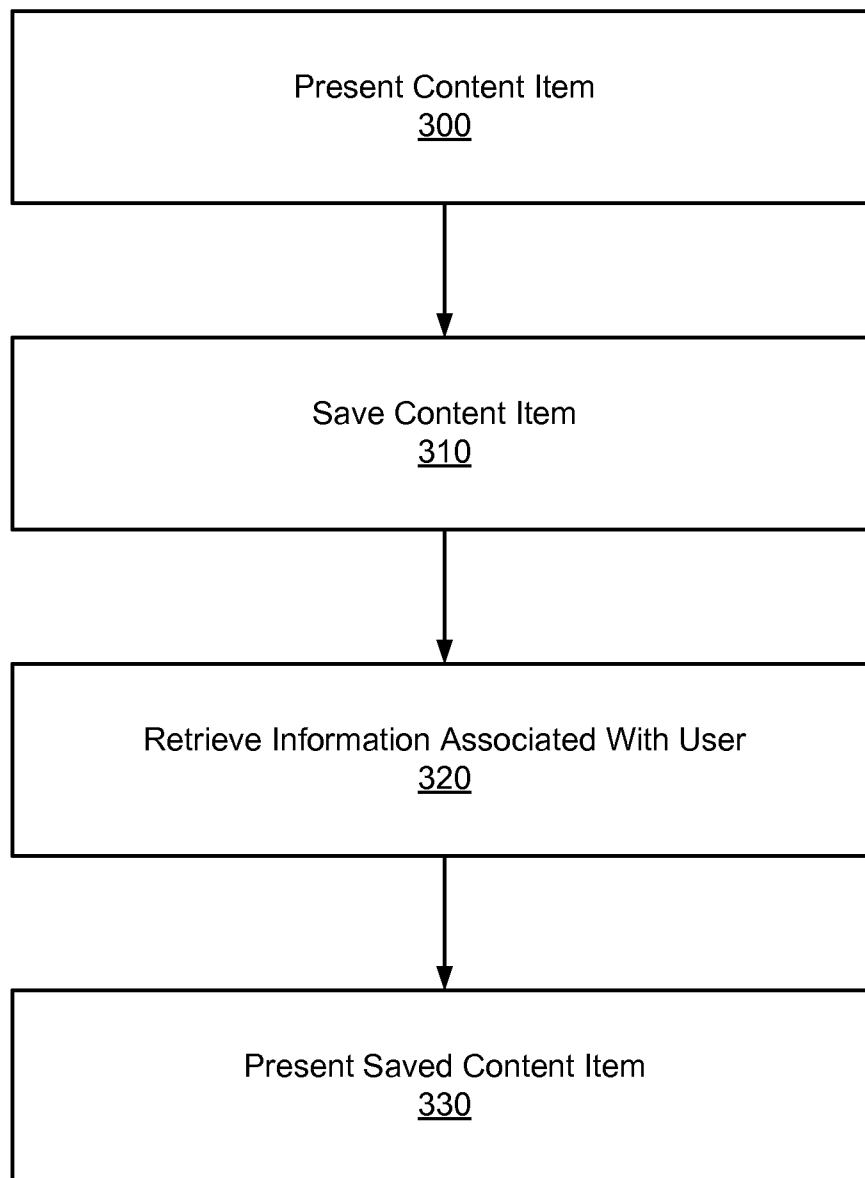 Present Content Item
300
Save Content Item
310
Retrieve Information Associated With User
320
Present Saved Content Item
330